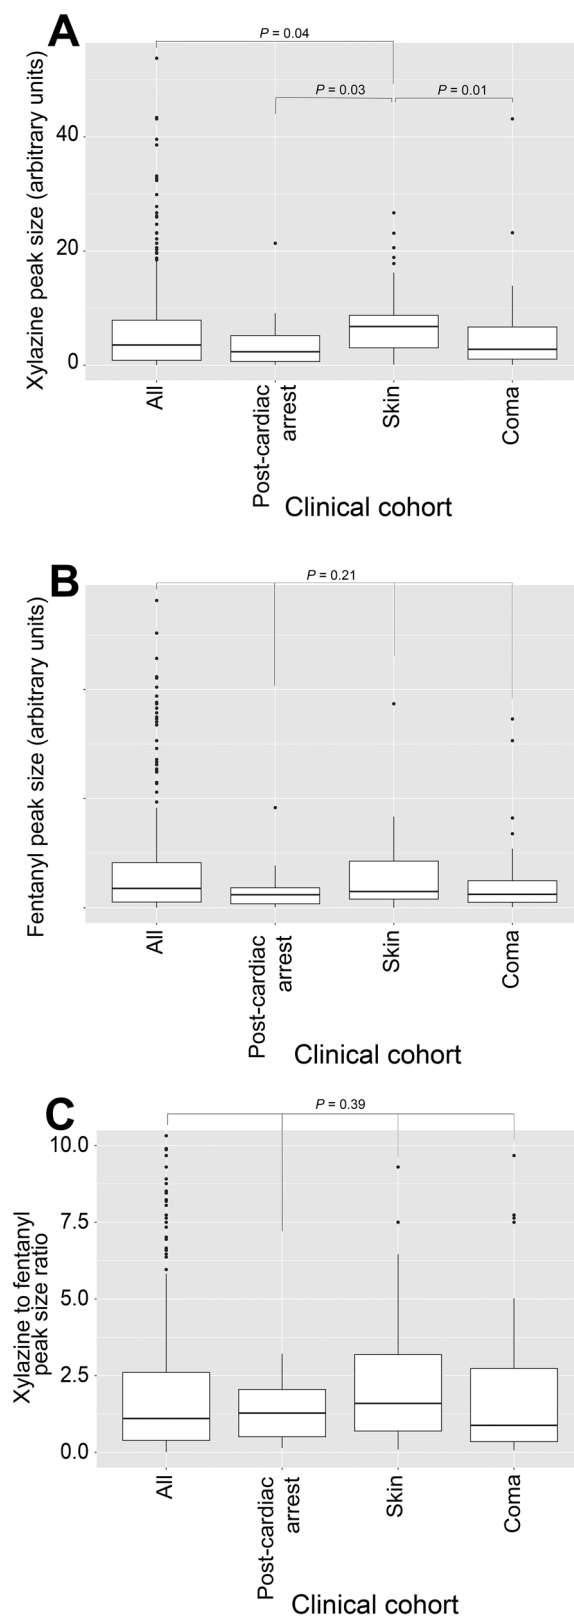 A
P = 0.04
P = 0.03
P = 0.01
Xylazine peak size (arbitrary units)
40
20
0
All
Post-cardiac
arrest
Skin
Coma
Clinical cohort
B
P = 0.21
Fentanyl peak size (arbitrary units)
All
Post-cardiac
arrest
Skin
Coma
Clinical cohort
C
P = 0.39
Xylazine to fentanyl
peak size ratio
10.0
7.5
5.0
2.5
0.0
All
Post-cardiac
arrest
Skin
Coma
Clinical cohort